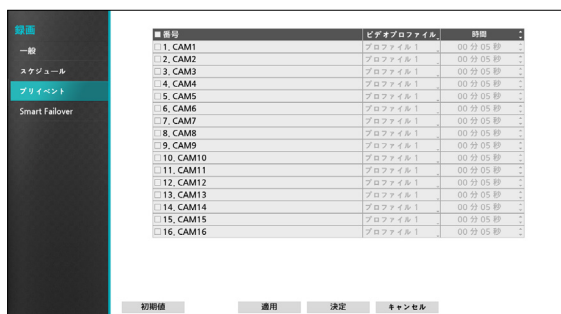 録画
一般
スケジュール
プリイベント
Smart Failover
番号 ビデオプロファイル 時間
1, CAM1 プロファイル 1 00 分 05 秒
2, CAM2 プロファイル 1 00 分 05 秒
3, CAM3 プロファイル 1 00 分 05 秒
4, CAM4 プロファイル 1 00 分 05 秒
5, CAM5 プロファイル 1 00 分 05 秒
6, CAM6 プロファイル 1 00 分 05 秒
7, CAM7 プロファイル 1 00 分 05 秒
8, CAM8 プロファイル 1 00 分 05 秒
9, CAM9 プロファイル 1 00 分 05 秒
10, CAM10 プロファイル 1 00 分 05 秒
11, CAM11 プロファイル 1 00 分 05 秒
12, CAM12 プロファイル 1 00 分 05 秒
13, CAM13 プロファイル 1 00 分 05 秒
14, CAM14 プロファイル 1 00 分 05 秒
15, CAM15 プロファイル 1 00 分 05 秒
16, CAM16 プロファイル 1 00 分 05 秒
初期値 適用 決定 キャンセル